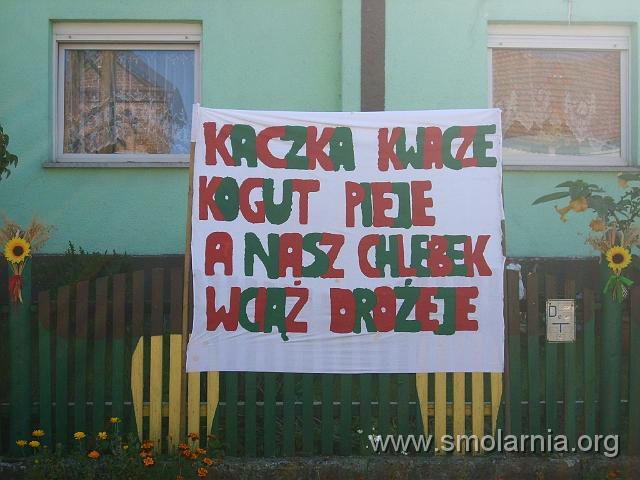 KACZKA KWACZE
KOGUT PIEJE
A NASZ CHLEBEK
WCIĄŻ DROŻEJE
D
T
www.smolarnia.org